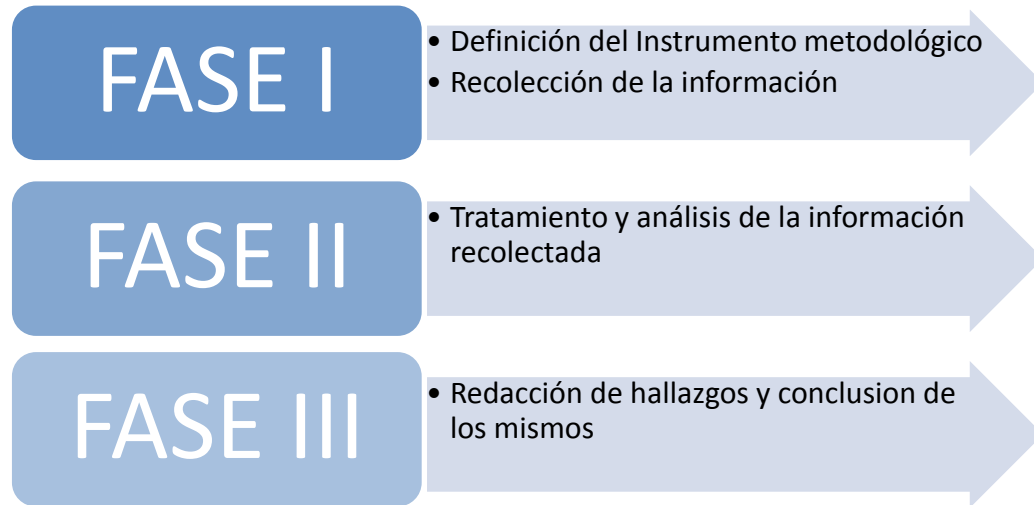 FASE I
• Definición del Instrumento metodológico
• Recolección de la información
FASE II
• Tratamiento y análisis de la información
recolectada
FASE III
• Redacción de hallazgos y conclusion de
los mismos